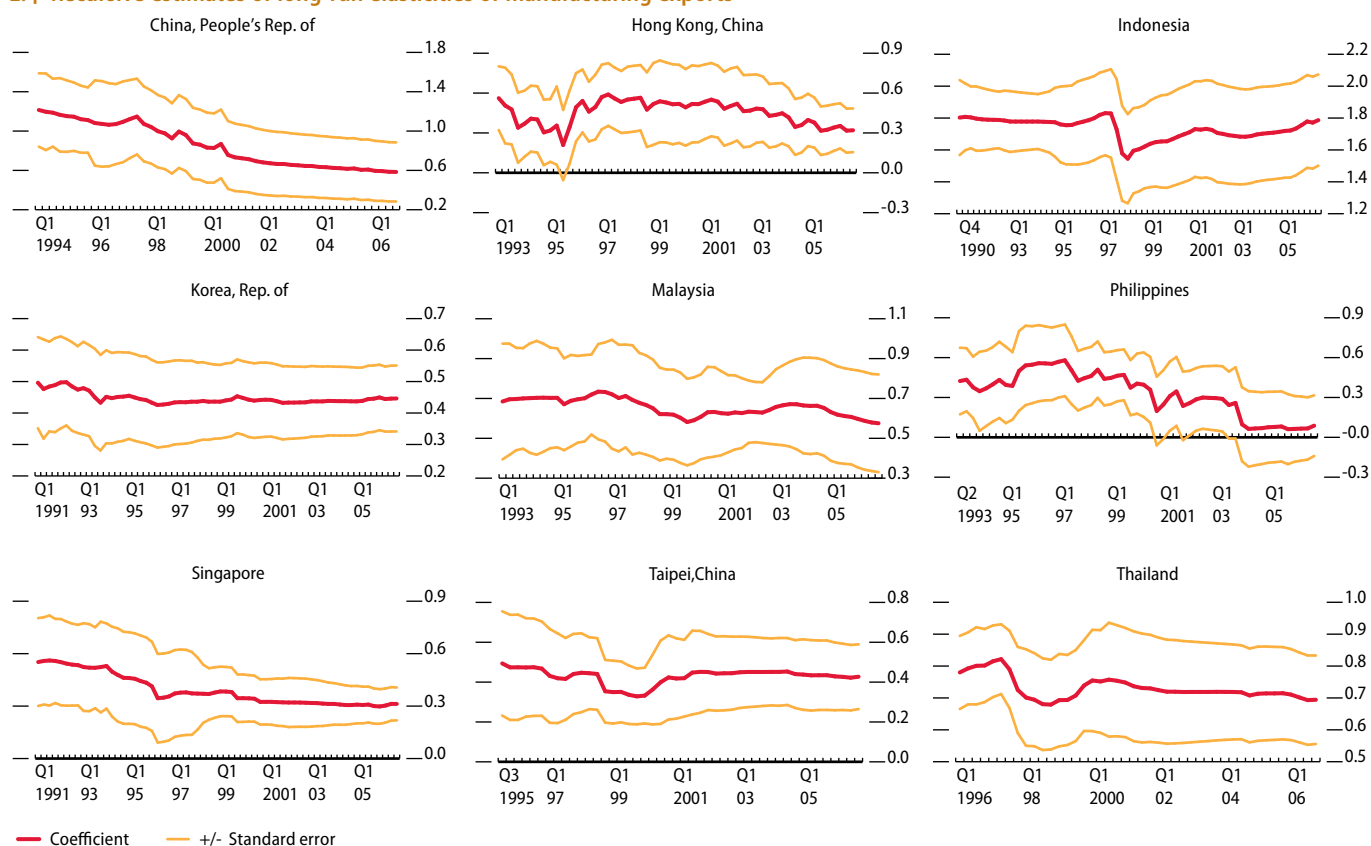 Recursive estimates of long-run elasticities of manufacturing exports
China, People's Rep. of
1.8
1.4
1.0
0.6
0.2
Q1 Q1 Q1 Q1 Q1 Q1 Q1
1994 96 98 2000 02 04 06
Hong Kong, China
0.9
0.6
0.3
0.0
-0.3
Q1 Q1 Q1 Q1 Q1 Q1 Q1
1993 95 97 99 2001 03 05
Indonesia
2.2
2.0
1.8
1.6
1.4
1.2
Q4 Q1 Q1 Q1 Q1 Q1 Q1 Q1
1990 93 95 97 99 2001 03 05
Korea, Rep. of
0.7
0.6
0.5
0.4
0.3
0.2
Q1 Q1 Q1 Q1 Q1 Q1 Q1 Q1
1991 93 95 97 99 2001 03 05
Malaysia
1.1
0.9
0.7
0.5
0.3
Q1 Q1 Q1 Q1 Q1 Q1 Q1
1993 95 97 99 2001 03 05
Philippines
0.9
0.6
0.3
-0.0
-0.3
Q2 Q1 Q1 Q1 Q1 Q1 Q1
1993 95 97 99 2001 03 05
Singapore
0.9
0.6
0.3
0.0
Q1 Q1 Q1 Q1 Q1 Q1 Q1 Q1
1991 93 95 97 99 2001 03 05
Taipei,China
0.8
0.6
0.4
0.2
0.0
Q3 Q1 Q1 Q1 Q1 Q1
1995 97 99 2001 03 05
Thailand
1.0
0.9
0.8
0.7
0.6
0.5
Q1 Q1 Q1 Q1 Q1 Q1
1996 98 2000 02 04 06
Coefficient +/- Standard error